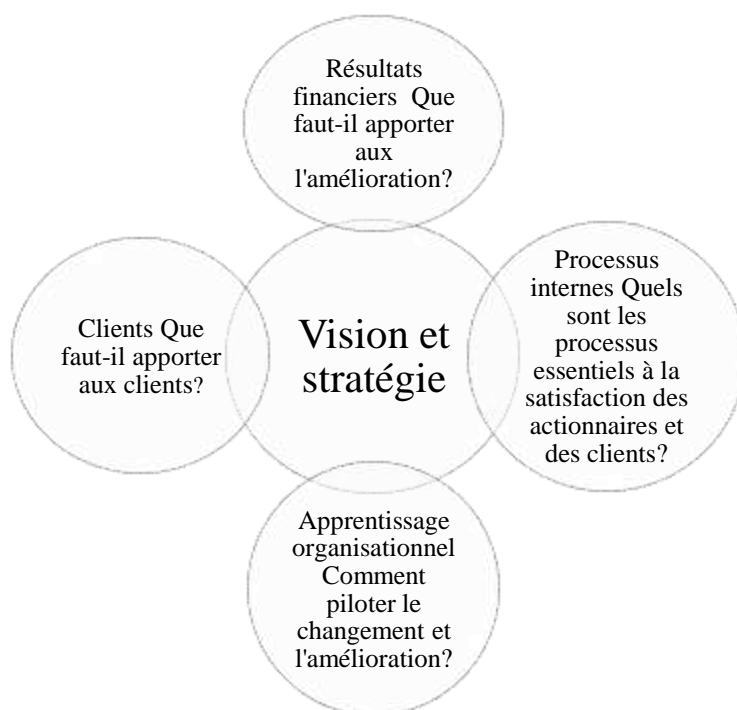 Résultats
financiers  Que
faut-il apporter
aux
l'amélioration?
Clients Que
faut-il apporter
aux clients?
Vision et
stratégie
Processus
internes Quels
sont les
processus
essentiels à la
satisfaction des
actionnaires et
des clients?
Apprentissage
organisationnel
Comment
piloter le
changement et
l'amélioration?